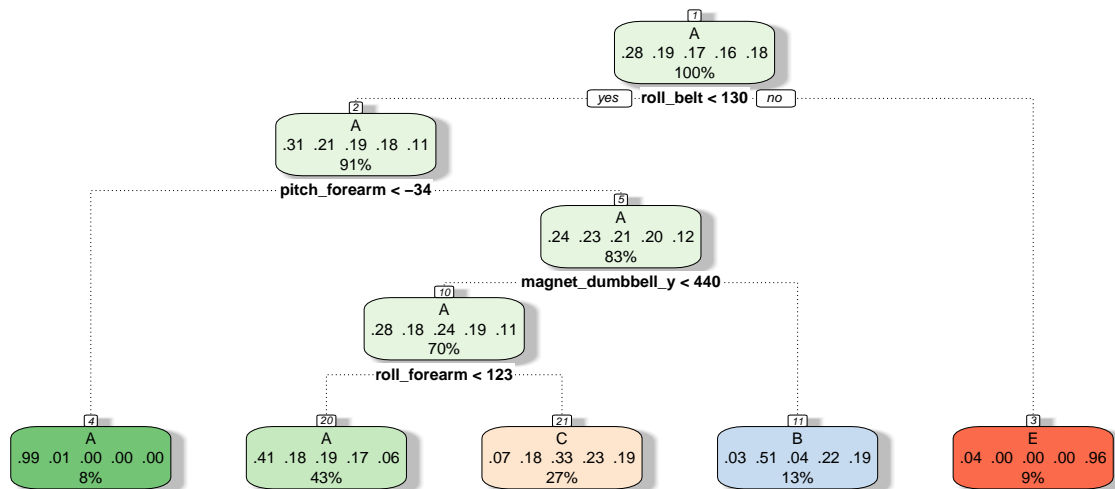 1
A
.28 .19 .17 .16 .18
100%
yes roll_belt < 130 no
2
A
.31 .21 .19 .18 .11
91%
pitch_forearm < −34
5
A
.24 .23 .21 .20 .12
83%
magnet_dumbbell_y < 440
10
A
.28 .18 .24 .19 .11
70%
roll_forearm < 123
4
A
.99 .01 .00 .00 .00
8%
20
A
.41 .18 .19 .17 .06
43%
21
C
.07 .18 .33 .23 .19
27%
11
B
.03 .51 .04 .22 .19
13%
3
E
.04 .00 .00 .00 .96
9%